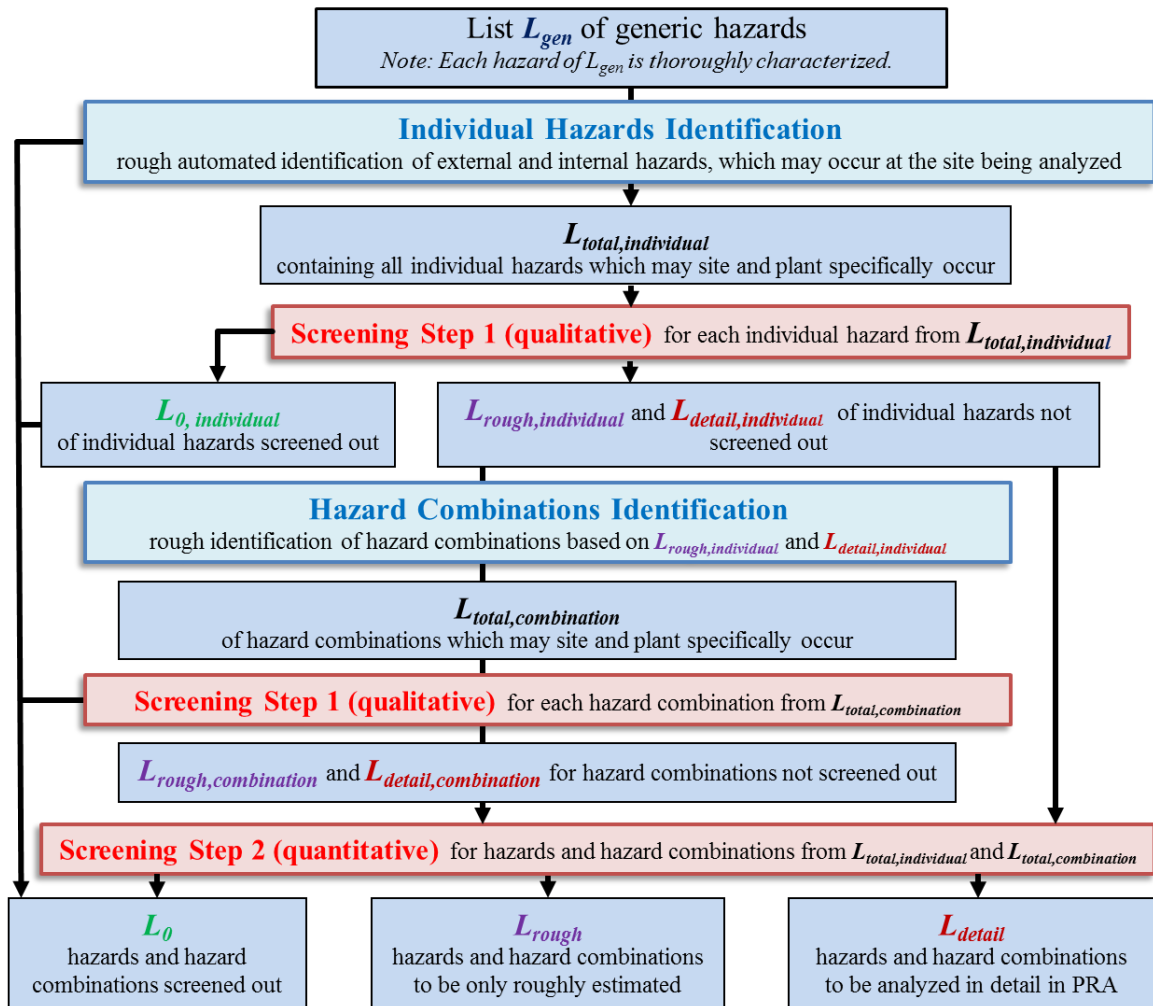 List L_gen of generic hazards
Note: Each hazard of L_gen is thoroughly characterized.
Individual Hazards Identification
rough automated identification of external and internal hazards, which may occur at the site being analyzed
L_total,individual
containing all individual hazards which may site and plant specifically occur
Screening Step 1 (qualitative) for each individual hazard from L_total,individual
L_0, individual
of individual hazards screened out
L_rough,individual and L_detail,individual of individual hazards not
screened out
Hazard Combinations Identification
rough identification of hazard combinations based on L_rough,individual and L_detail,individual
L_total,combination
of hazard combinations which may site and plant specifically occur
Screening Step 1 (qualitative) for each hazard combination from L_total,combination
L_rough,combination and L_detail,combination for hazard combinations not screened out
Screening Step 2 (quantitative) for hazards and hazard combinations from L_total,individual and L_total,combination
L_0
hazards and hazard
combinations screened out
L_rough
hazards and hazard combinations
to be only roughly estimated
L_detail
hazards and hazard combinations
to be analyzed in detail in PRA